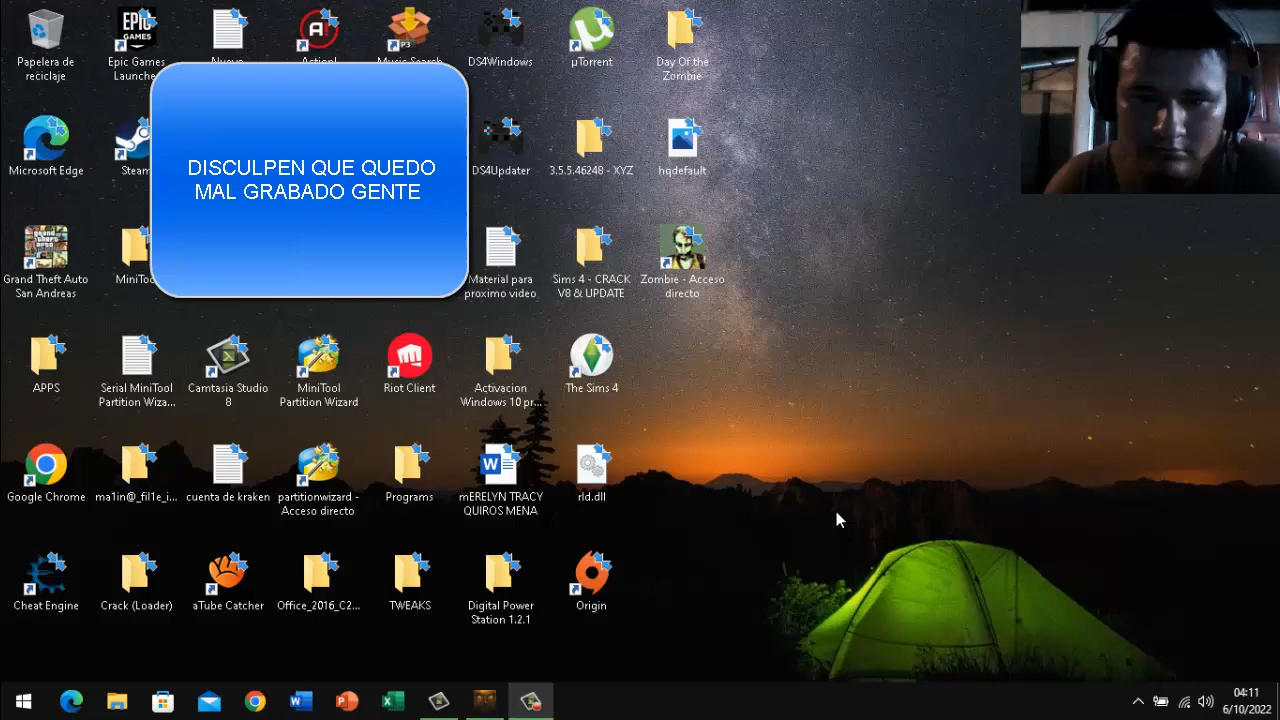 Papelera de
reciclaje
Epic Games
Launcher
Nuevo
Action!
Music Search
DS4Windows
µTorrent
Day Of the
Zombie
DISCULPEN QUE QUEDO
MAL GRABADO GENTE
Microsoft Edge
Steam
DS4Updater
3.5.5.46248 - XYZ
hqdefault
Grand Theft Auto
San Andreas
MiniToo
Material para
proximo video
Sims 4 - CRACK
V8 & UPDATE
Zombie - Acceso
directo
APPS
Serial MiniTool
Partition Wiza...
Camtasia Studio
8
MiniTool
Partition Wizard
Riot Client
Activacion
Windows 10 pr...
The Sims 4
Google Chrome
ma1in@_fil1e_i...
cuenta de kraken
partitionwizard -
Acceso directo
Programs
mERELYN TRACY
QUIROS MENA
rld.dll
Cheat Engine
Crack (Loader)
aTube Catcher
Office_2016_C2...
TWEAKS
Digital Power
Station 1.2.1
Origin
04:11
6/10/2022